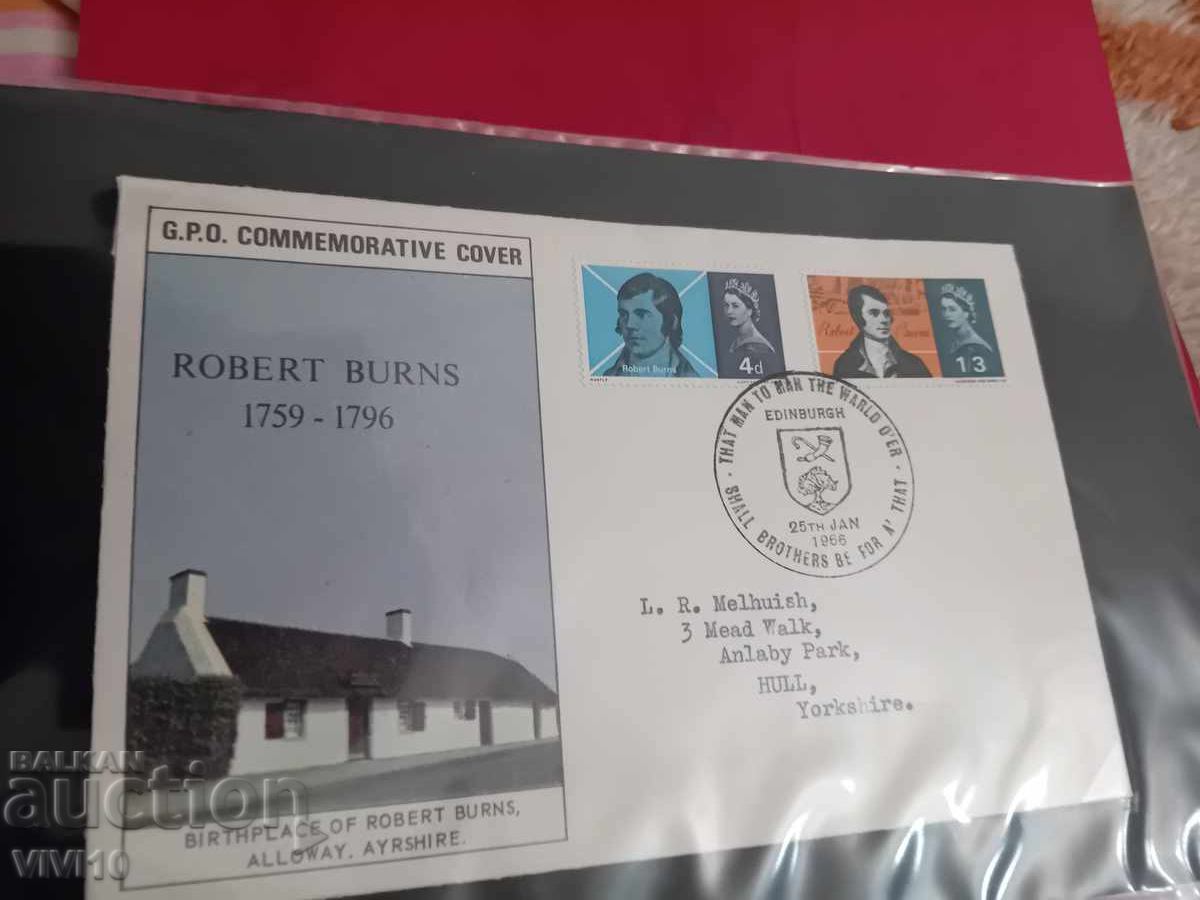 G.P.O. COMMEMORATIVE COVER
ROBERT BURNS
1759 - 1796
BIRTHPLACE OF ROBERT BURNS,
ALLOWAY. AYRSHIRE.
Robert Burns
4d
Robert Burns
1/3
· THAT MAN TO MAN THE WARLD O'ER ·
EDINBURGH
25TH JAN
1966
SHALL BROTHERS BE FOR A' THAT
L. R. Melhuish,
3 Mead Walk,
Anlaby Park,
HULL,
Yorkshire.
BALKAN
auction
VIVI10